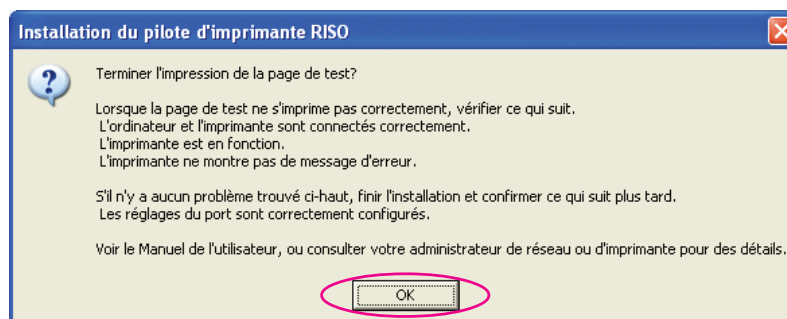 Installation du pilote d'imprimante RISO
Terminer l'impression de la page de test?
Lorsque la page de test ne s'imprime pas correctement, vérifier ce qui suit.
L'ordinateur et l'imprimante sont connectés correctement.
L'imprimante est en fonction.
L'imprimante ne montre pas de message d'erreur.
S'il n'y a aucun problème trouvé ci-haut, finir l'installation et confirmer ce qui suit plus tard.
Les réglages du port sont correctement configurés.
Voir le Manuel de l'utilisateur, ou consulter votre administrateur de réseau ou d'imprimante pour des détails.
OK